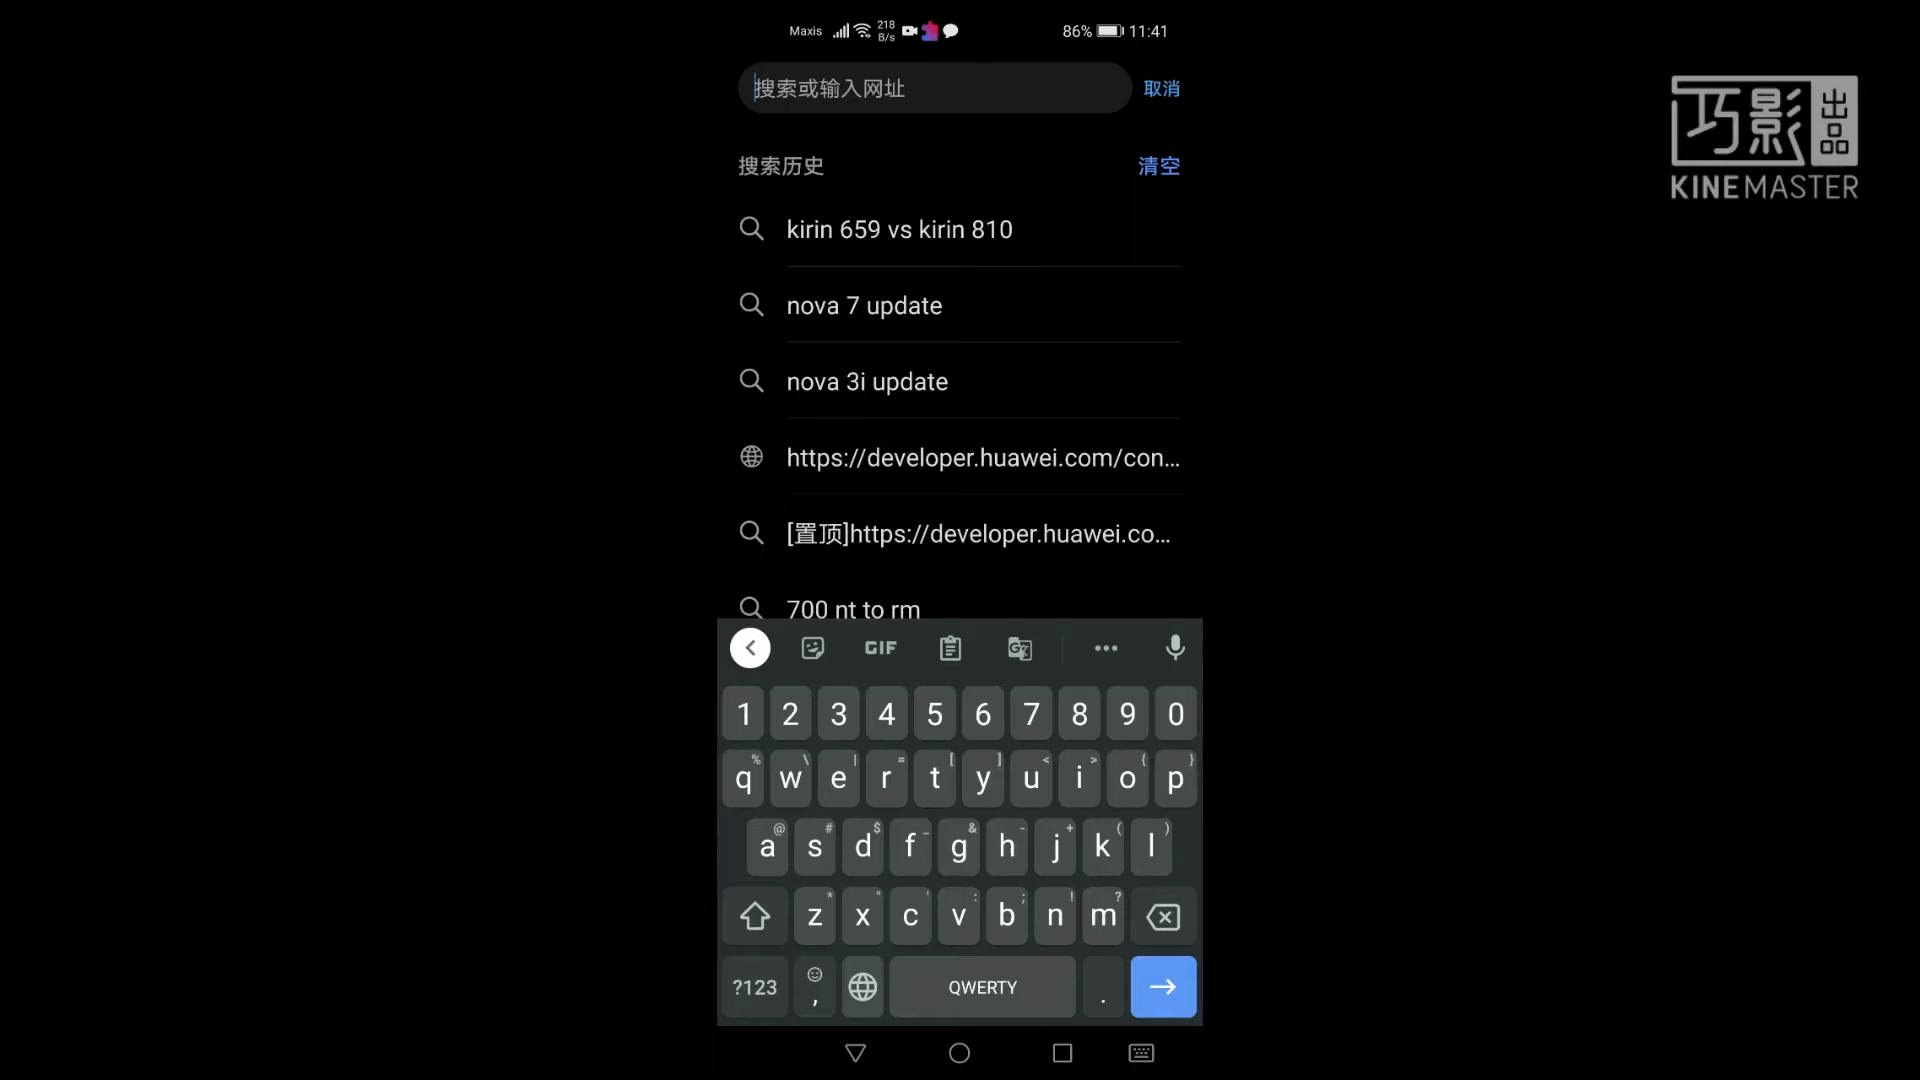 Maxis 218 B/s 86% 11:41
搜索或输入网址 取消
搜索历史 清空
kirin 659 vs kirin 810
nova 7 update
nova 3i update
https://developer.huawei.com/con...
[置顶]https://developer.huawei.co...
700 nt to rm
GIF
1 2 3 4 5 6 7 8 9 0
q w e r t y u i o p
a s d f g h j k l
z x c v b n m
?123 , QWERTY .
巧影出品
KINEMASTER